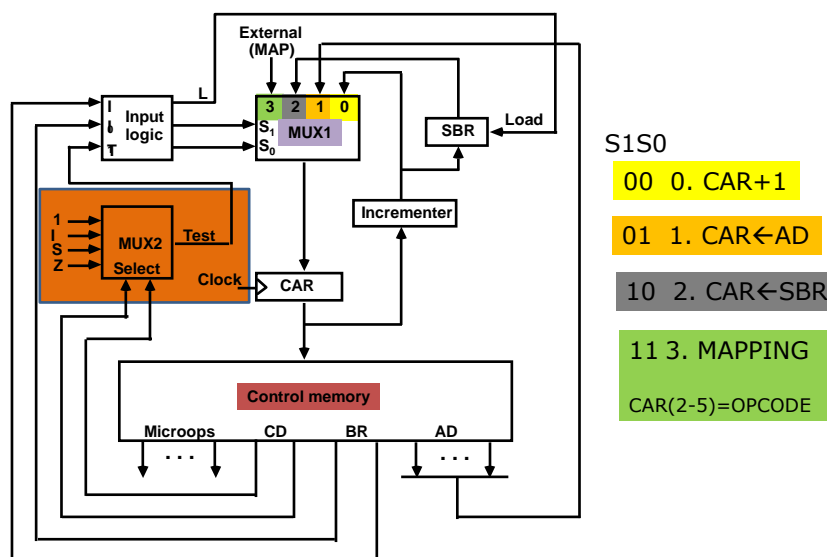 External
(MAP)
L
I
I
0
1
T
Input
logic
3 2 1 0
S1
MUX1
S0
SBR
Load
Incrementer
1
I
S
Z
MUX2
Select
Test
Clock
CAR
Control memory
Microops CD BR AD
. . .
. . .
S1S0
00 0. CAR+1
01 1. CAR←AD
10 2. CAR←SBR
11 3. MAPPING
CAR(2-5)=OPCODE